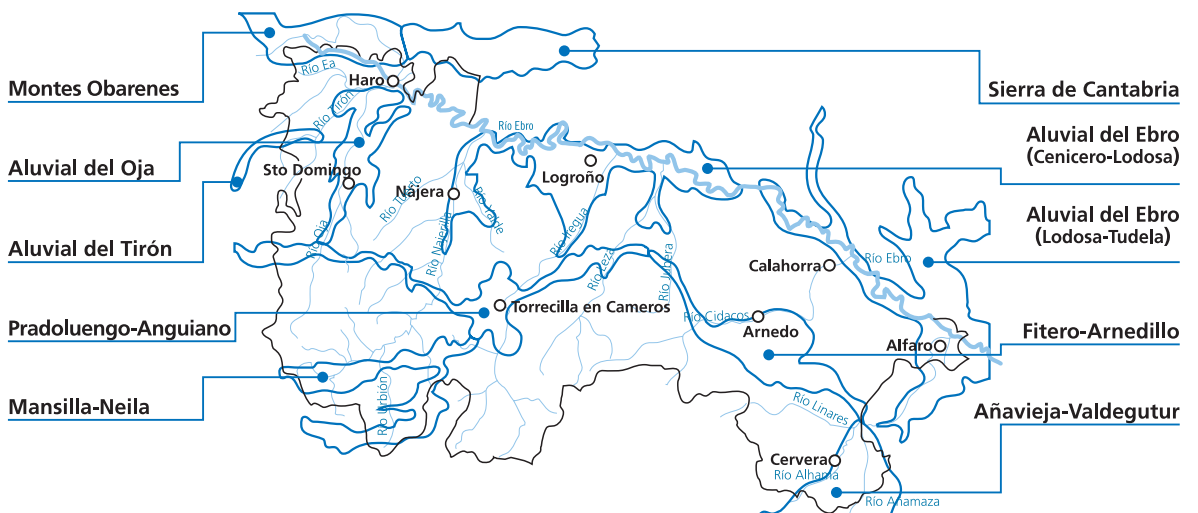 Montes Obarenes
Aluvial del Oja
Aluvial del Tirón
Pradoluengo-Anguiano
Mansilla-Neila
Sierra de Cantabria
Aluvial del Ebro
(Cenicero-Lodosa)
Aluvial del Ebro
(Lodosa-Tudela)
Fitero-Arnedillo
Añavieja-Valdegutur
Río Ea
Haro
Río Tirón
Río Ebro
Sto Domingo
Nájera
Logroño
Río Tuerto
Río Yalde
Río Oja
Río Najerilla
Río Iregua
Río Leza
Río Jubera
Calahorra
Río Ebro
Torrecilla en Cameros
Río Cidacos
Arnedo
Alfaro
Río Urbión
Río Linares
Cervera
Río Alhama
Río Añamaza